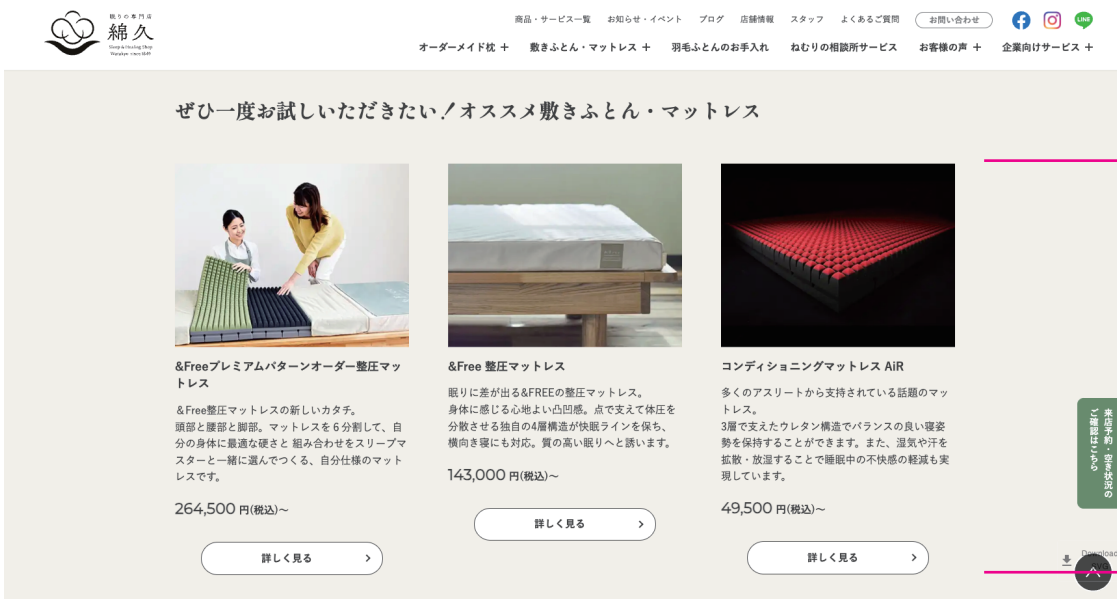 眠りの専門店
綿久
Sleep & Healing Shop
商品・サービス一覧 お知らせ・イベント ブログ 店舗情報 スタッフ よくあるご質問 お問い合わせ
LINE
オーダーメイド枕 + 敷きふとん・マットレス + 羽毛ふとんのお手入れ ねむりの相談所サービス お客様の声 + 企業向けサービス +
ぜひ一度お試しいただきたい！オススメ敷きふとん・マットレス
&Freeプレミアムパターンオーダー整圧マッ
トレス
＆Free整圧マットレスの新しいカタチ。
頭部と腰部と脚部。マットレスを６分割して、自
分の身体に最適な硬さと 組み合わせをスリープマ
スターと一緒に選んでつくる、自分仕様のマット
レスです。
264,500 円(税込)～
詳しく見る
&Free 整圧マットレス
眠りに差が出る&FREEの整圧マットレス。
身体に感じる心地よい凸凹感。点で支えて体圧を
分散させる独自の4層構造が快眠ラインを保ち、
横向き寝にも対応。質の高い眠りへと誘います。
143,000 円(税込)～
詳しく見る
コンディショニングマットレス AiR
多くのアスリートから支持されている話題のマッ
トレス。
3層で支えたウレタン構造でバランスの良い寝姿
勢を保持することができます。また、湿気や汗を
拡散・放湿することで睡眠中の不快感の軽減も実
現しています。
49,500 円(税込)～
詳しく見る
来店予約・空き状況の
ご確認はこちら
Download
SVG